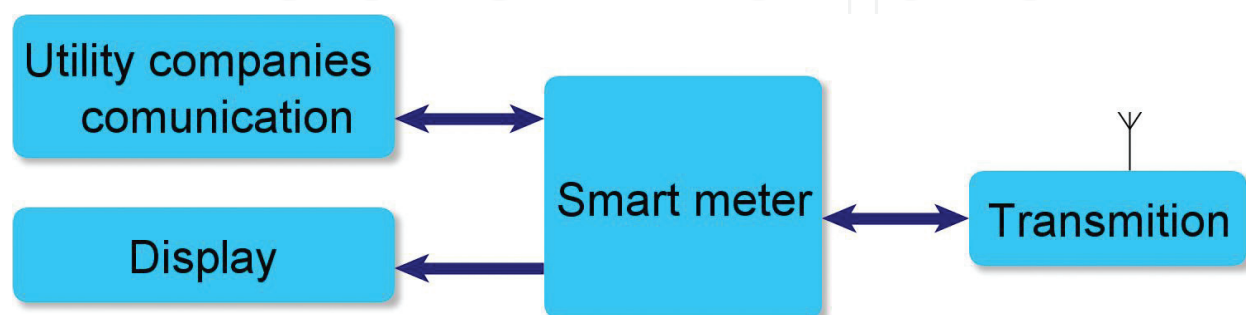 Utility companies
comunication
Smart meter
Display
Transmition